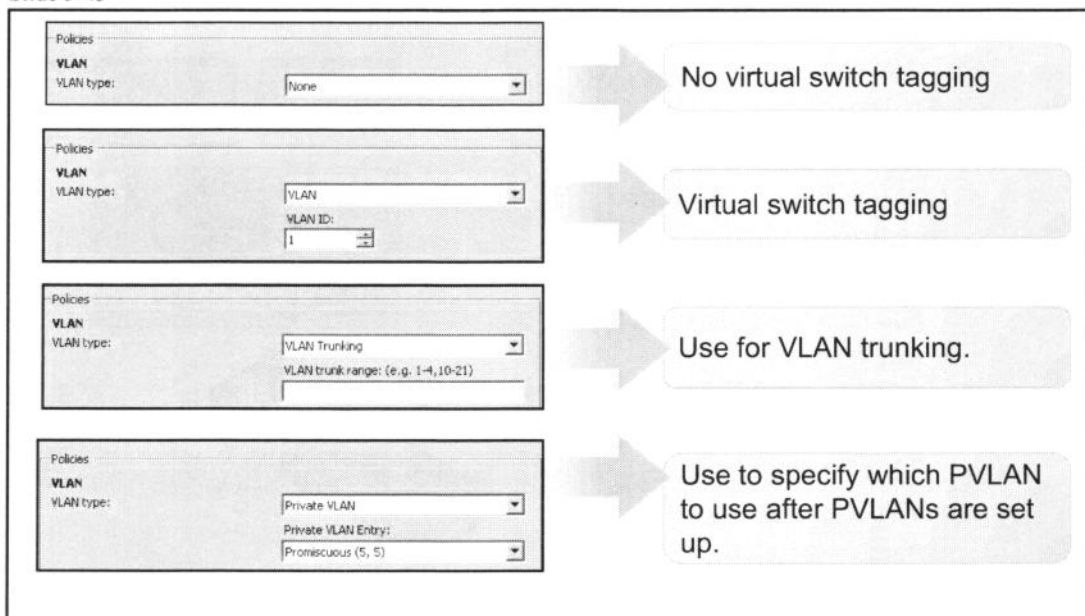 Policies
VLAN
VLAN type:
None
No virtual switch tagging
Policies
VLAN
VLAN type:
VLAN
VLAN ID:
1
Virtual switch tagging
Policies
VLAN
VLAN type:
VLAN Trunking
VLAN trunk range: (e.g. 1-4,10-21)
Use for VLAN trunking.
Policies
VLAN
VLAN type:
Private VLAN
Private VLAN Entry:
Promiscuous (5, 5)
Use to specify which PVLAN
to use after PVLANs are set
up.